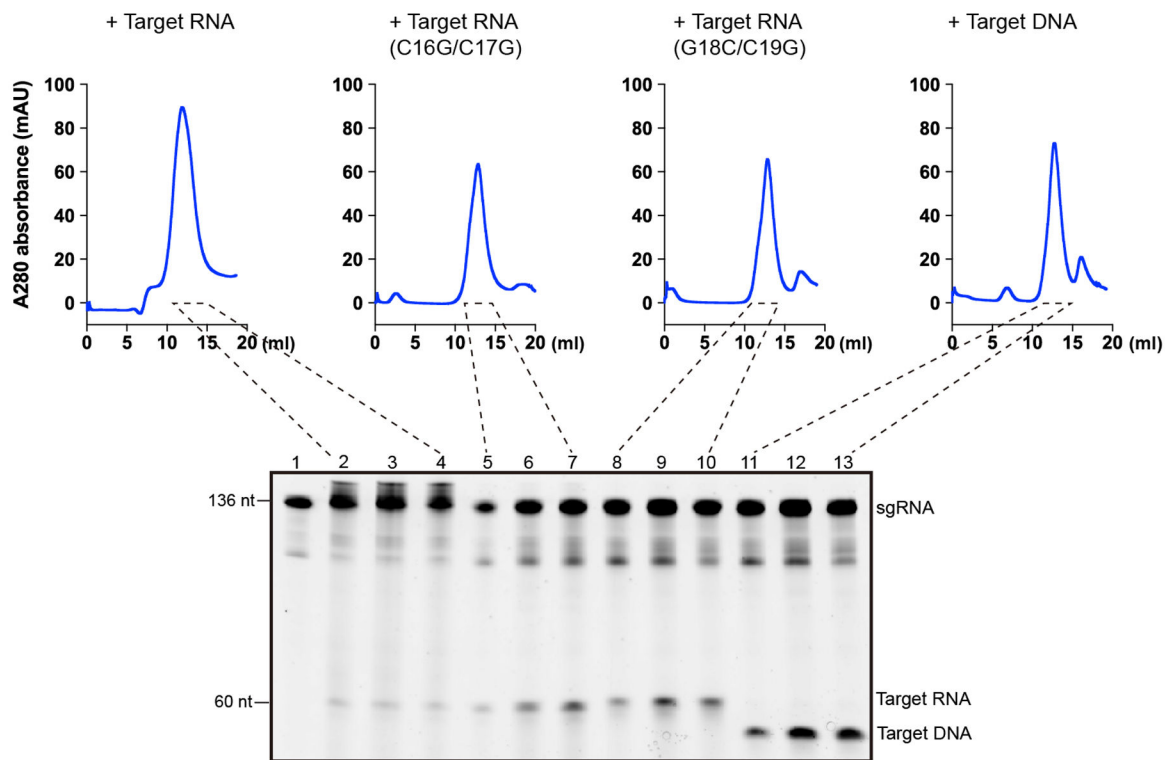 + Target RNA
+ Target RNA
(C16G/C17G)
+ Target RNA
(G18C/C19G)
+ Target DNA
A280 absorbance (mAU)
100
80
60
40
20
0
0 5 10 15 20 (ml)
100
80
60
40
20
0
0 5 10 15 20 (ml)
100
80
60
40
20
0
0 5 10 15 20 (ml)
100
80
60
40
20
0
0 5 10 15 20 (ml)
1 2 3 4 5 6 7 8 9 10 11 12 13
136 nt
sgRNA
60 nt
Target RNA
Target DNA